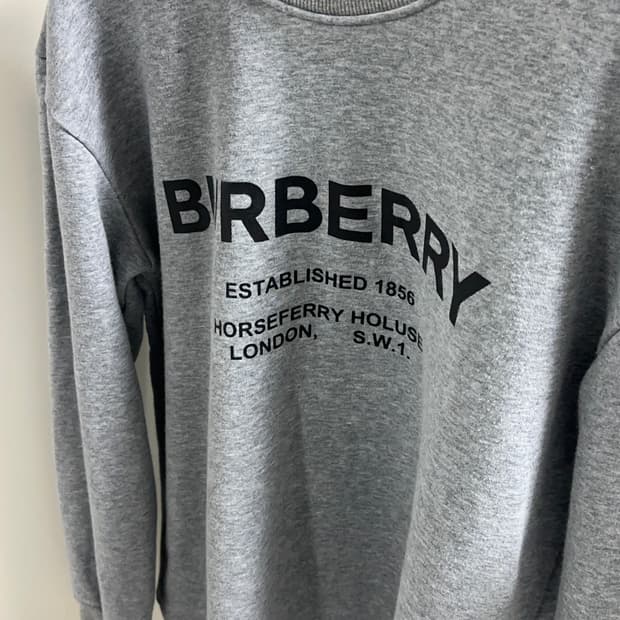 BURBERRY
ESTABLISHED 1856
HORSEFERRY HOLUSE
LONDON, S.W.1.